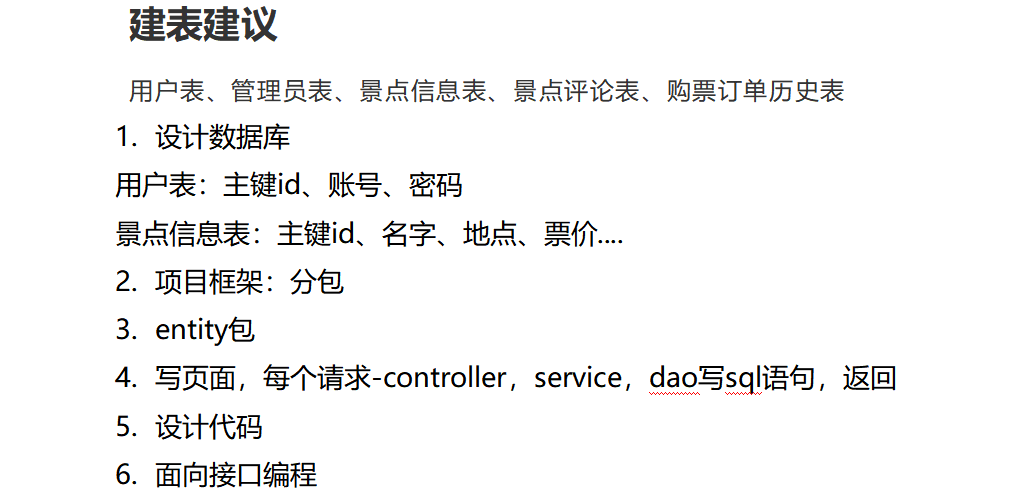 建表建议
用户表、管理员表、景点信息表、景点评论表、购票订单历史表
1. 设计数据库
用户表：主键id、账号、密码
景点信息表：主键id、名字、地点、票价....
2. 项目框架：分包
3. entity包
4. 写页面，每个请求-controller，service，dao写sql语句，返回
5. 设计代码
6. 面向接口编程